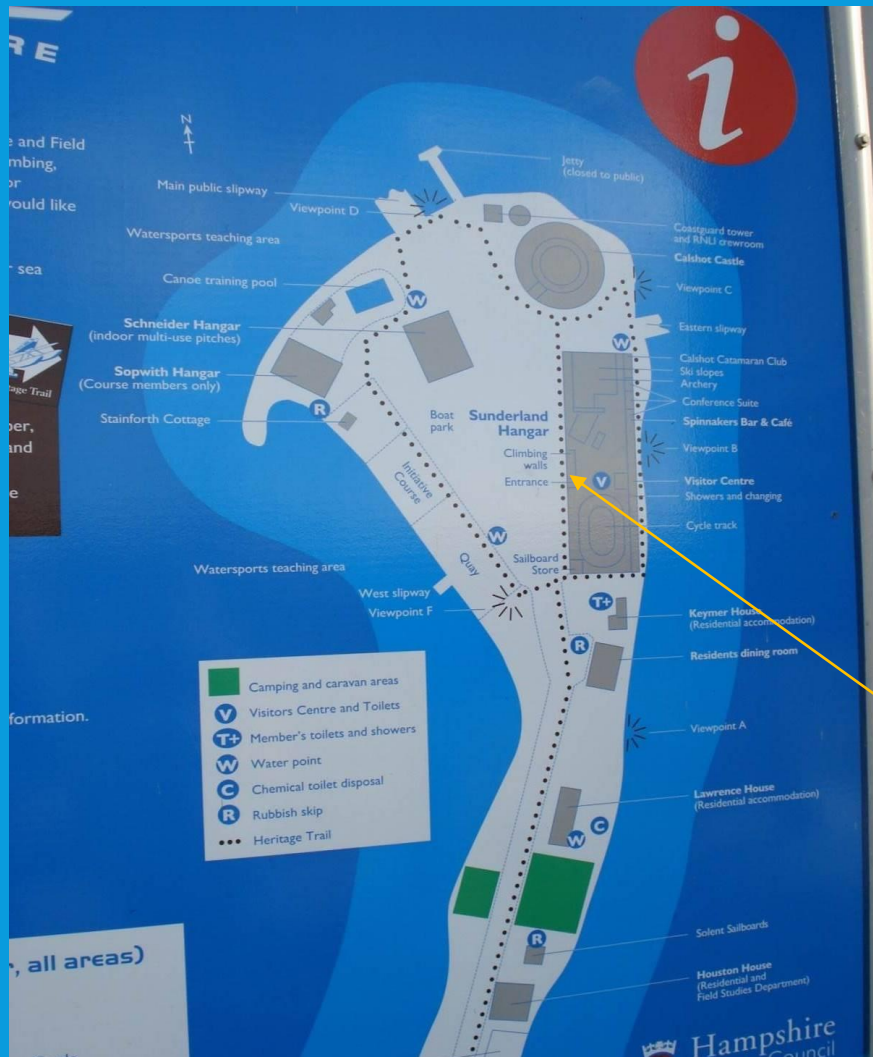 RE
e and Field
mbing,
or
would like
r sea
N
i
Jetty
(closed to public)
Main public slipway
Viewpoint D
Coastguard tower
and RNLI crewroom
Watersports teaching area
Calshot Castle
Canoe training pool
W
Viewpoint C
Schneider Hangar
(indoor multi-use pitches)
Eastern slipway
W
Sopwith Hangar
(Course members only)
Calshot Catamaran Club
Ski slopes
Archery
age Trail
R
Conference Suite
Stainforth Cottage
Boat
park
Sunderland
Hangar
Spinnakers Bar & Café
ber,
and
e
Climbing
walls
Viewpoint B
Initiative
Course
Entrance
V
Visitor Centre
Showers and changing
W
Cycle track
Quay
Sailboard
Store
Watersports teaching area
West slipway
Viewpoint F
T+
Keymer House
(Residential accommodation)
R
Residents dining room
Camping and caravan areas
V Visitors Centre and Toilets
T+ Member's toilets and showers
W Water point
C Chemical toilet disposal
R Rubbish skip
Heritage Trail
formation.
Viewpoint A
Lawrence House
(Residential accommodation)
C
W
Solent Sailboards
R
Houston House
(Residential and
Field Studies Department)
, all areas)
Hampshire
Council